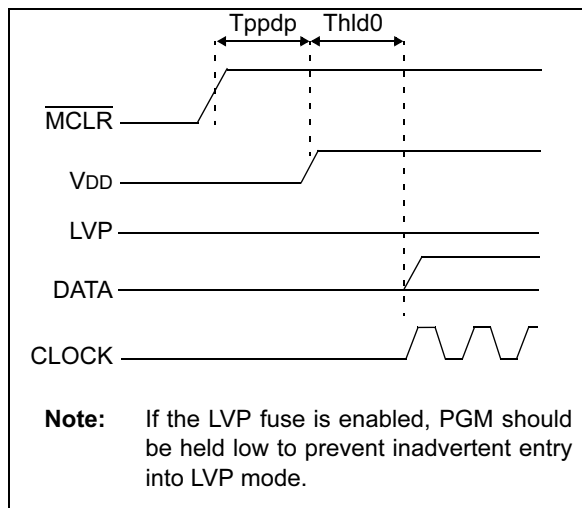 Tppdp Thld0
MCLR
VDD
LVP
DATA
CLOCK
Note: If the LVP fuse is enabled, PGM should
be held low to prevent inadvertent entry
into LVP mode.